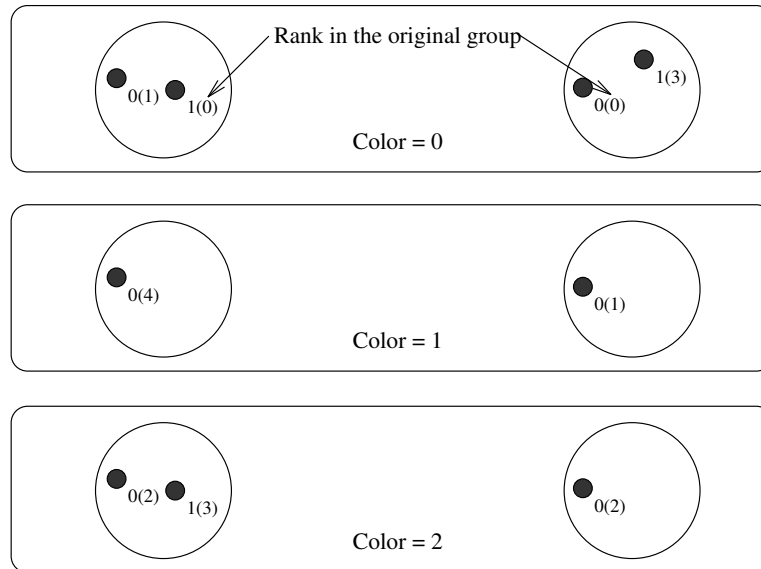 Rank in the original group
0(1)
1(0)
0(0)
1(3)
Color = 0
0(4)
0(1)
Color = 1
0(2)
1(3)
0(2)
Color = 2